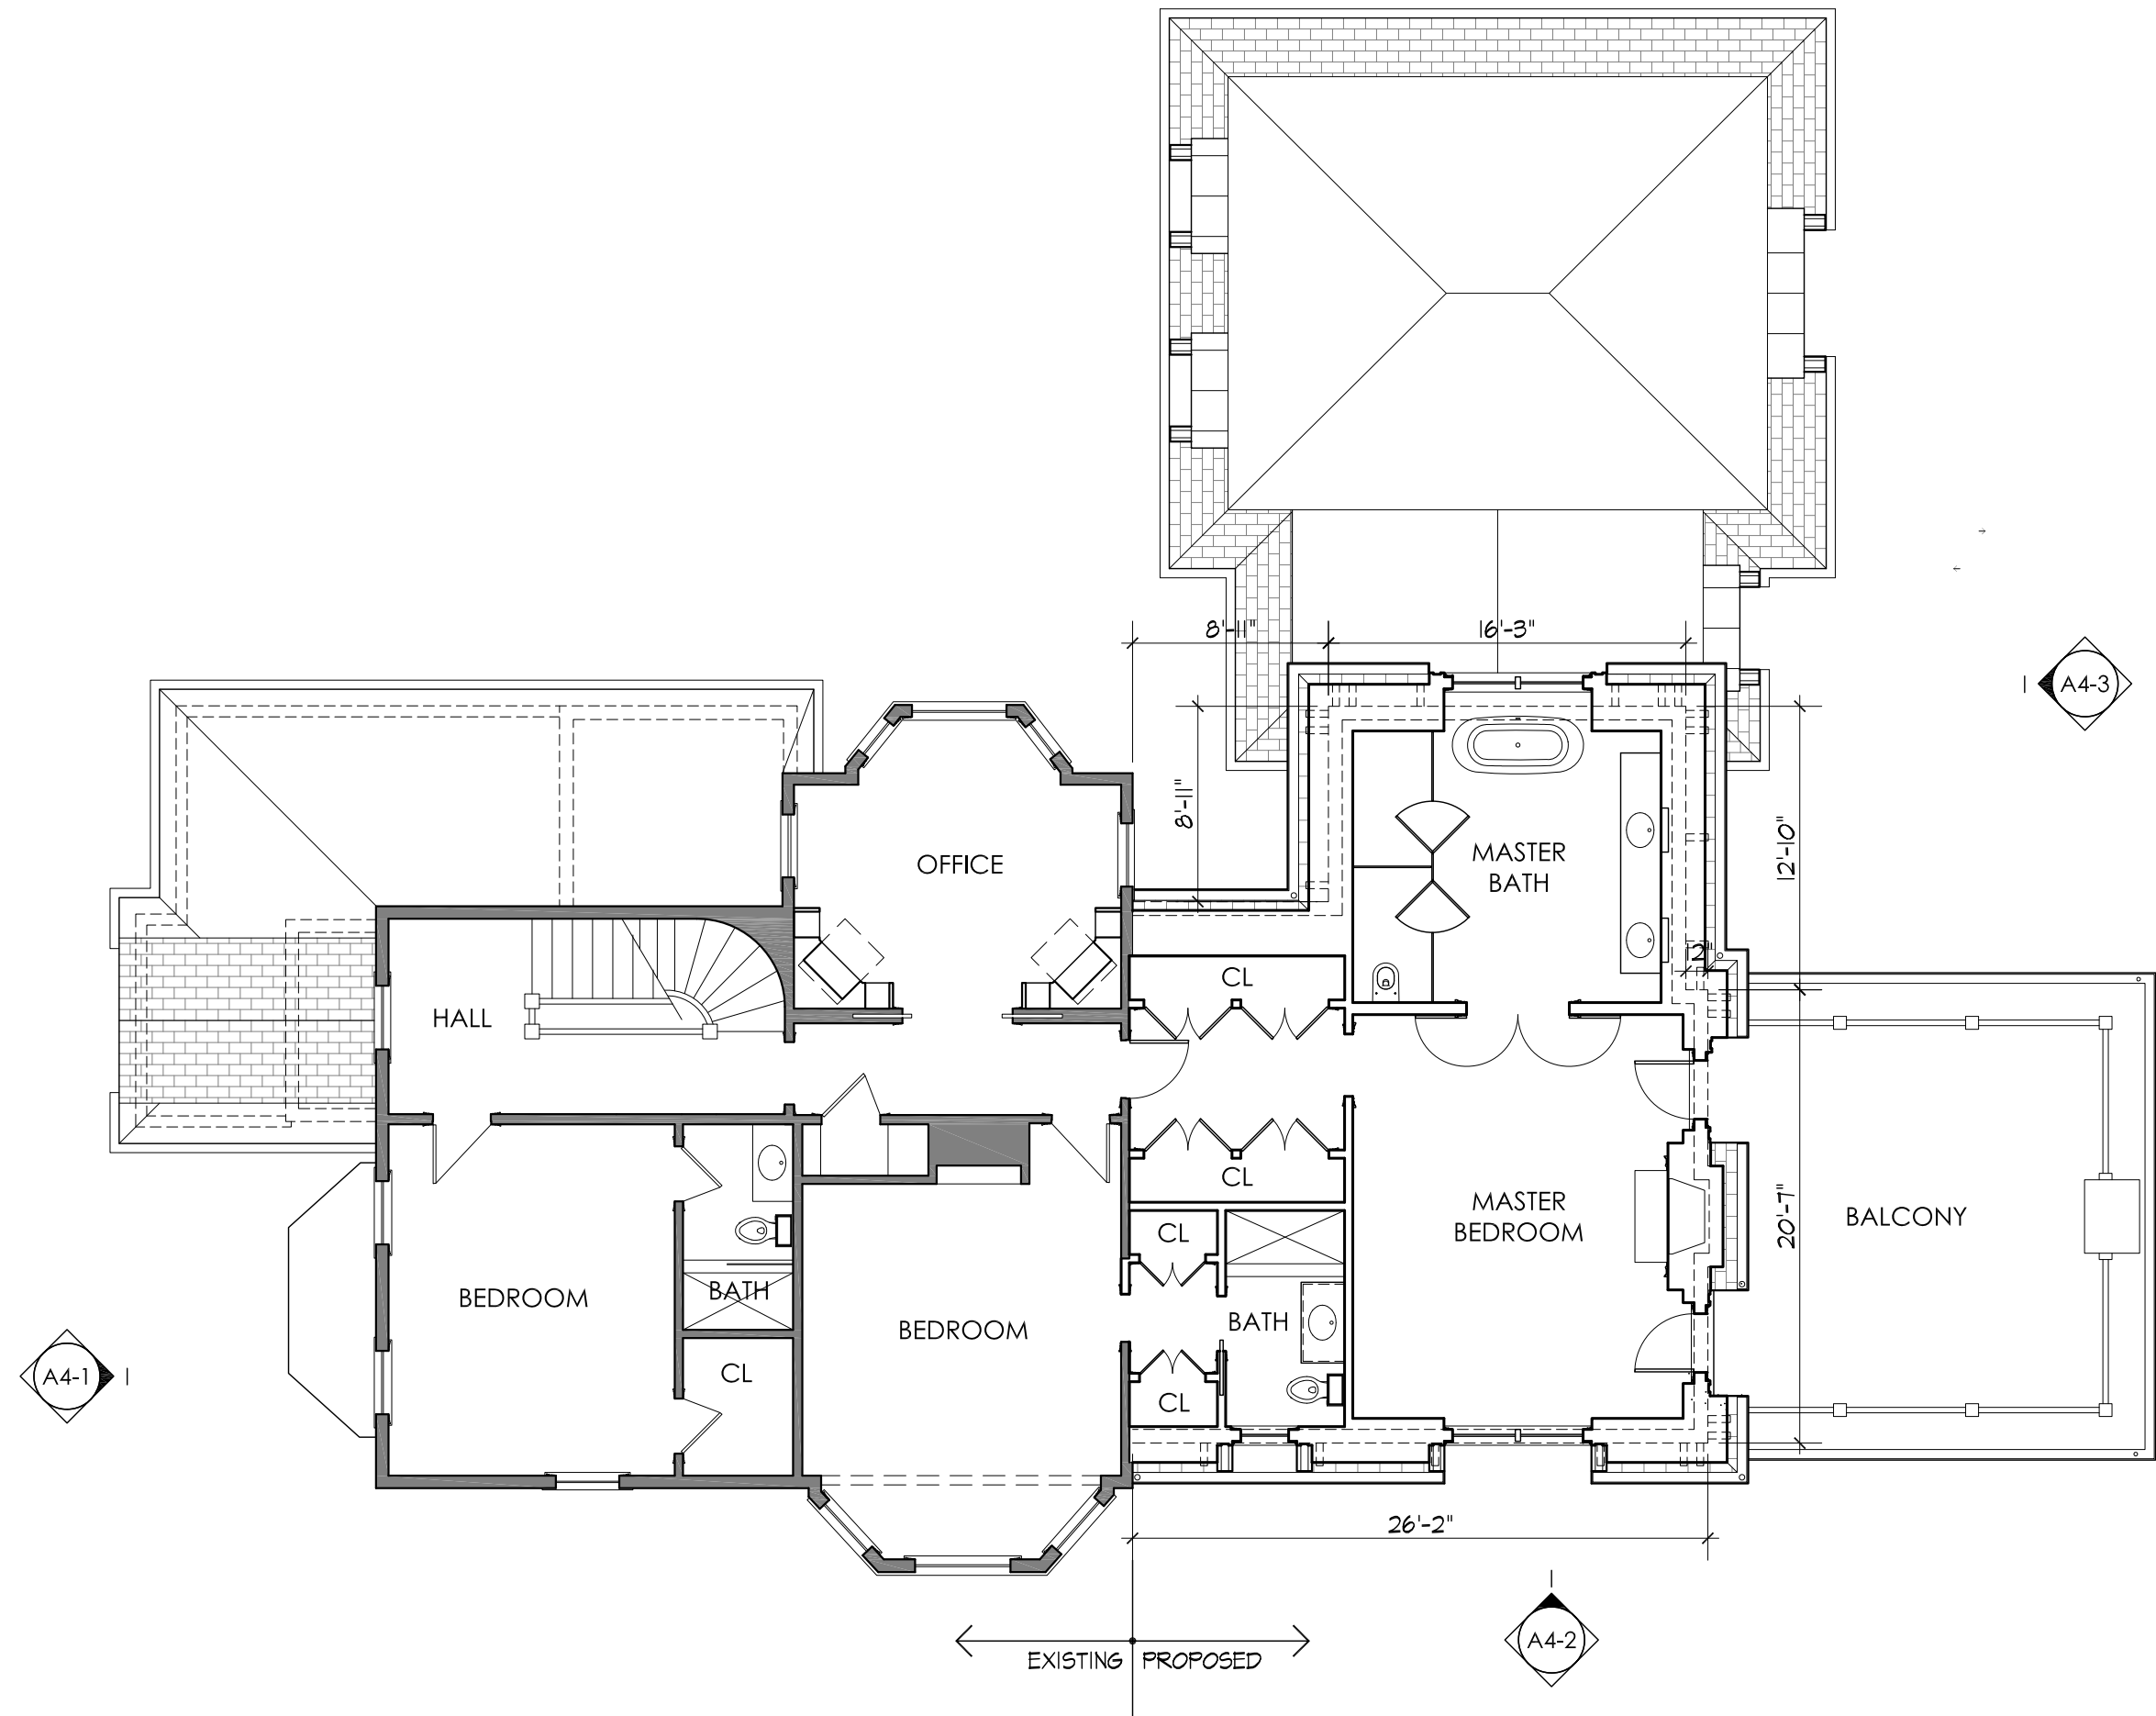 8'-11"
16'-3"
A4-3
8'-11"
12'-10"
OFFICE
MASTER
BATH
12"
CL
HALL
CL
MASTER
BEDROOM
20'-7"
BALCONY
CL
BATH
BEDROOM
BATH
BEDROOM
A4-1
CL
CL
26'-2"
A4-2
EXISTING
PROPOSED